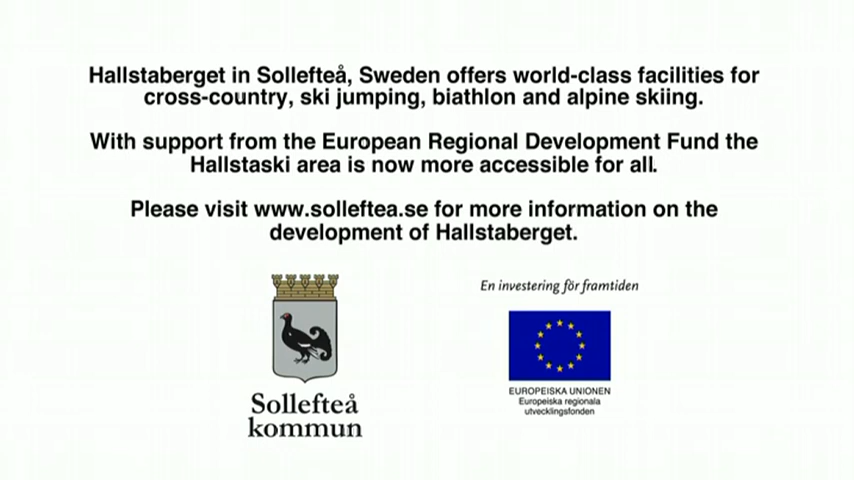 Hallstaberget in Sollefteå, Sweden offers world-class facilities for
cross-country, ski jumping, biathlon and alpine skiing.
With support from the European Regional Development Fund the
Hallstaski area is now more accessible for all.
Please visit www.solleftea.se for more information on the
development of Hallstaberget.
En investering för framtiden
Sollefteå
kommun
EUROPEISKA UNIONEN
Europeiska regionala
utvecklingsfonden